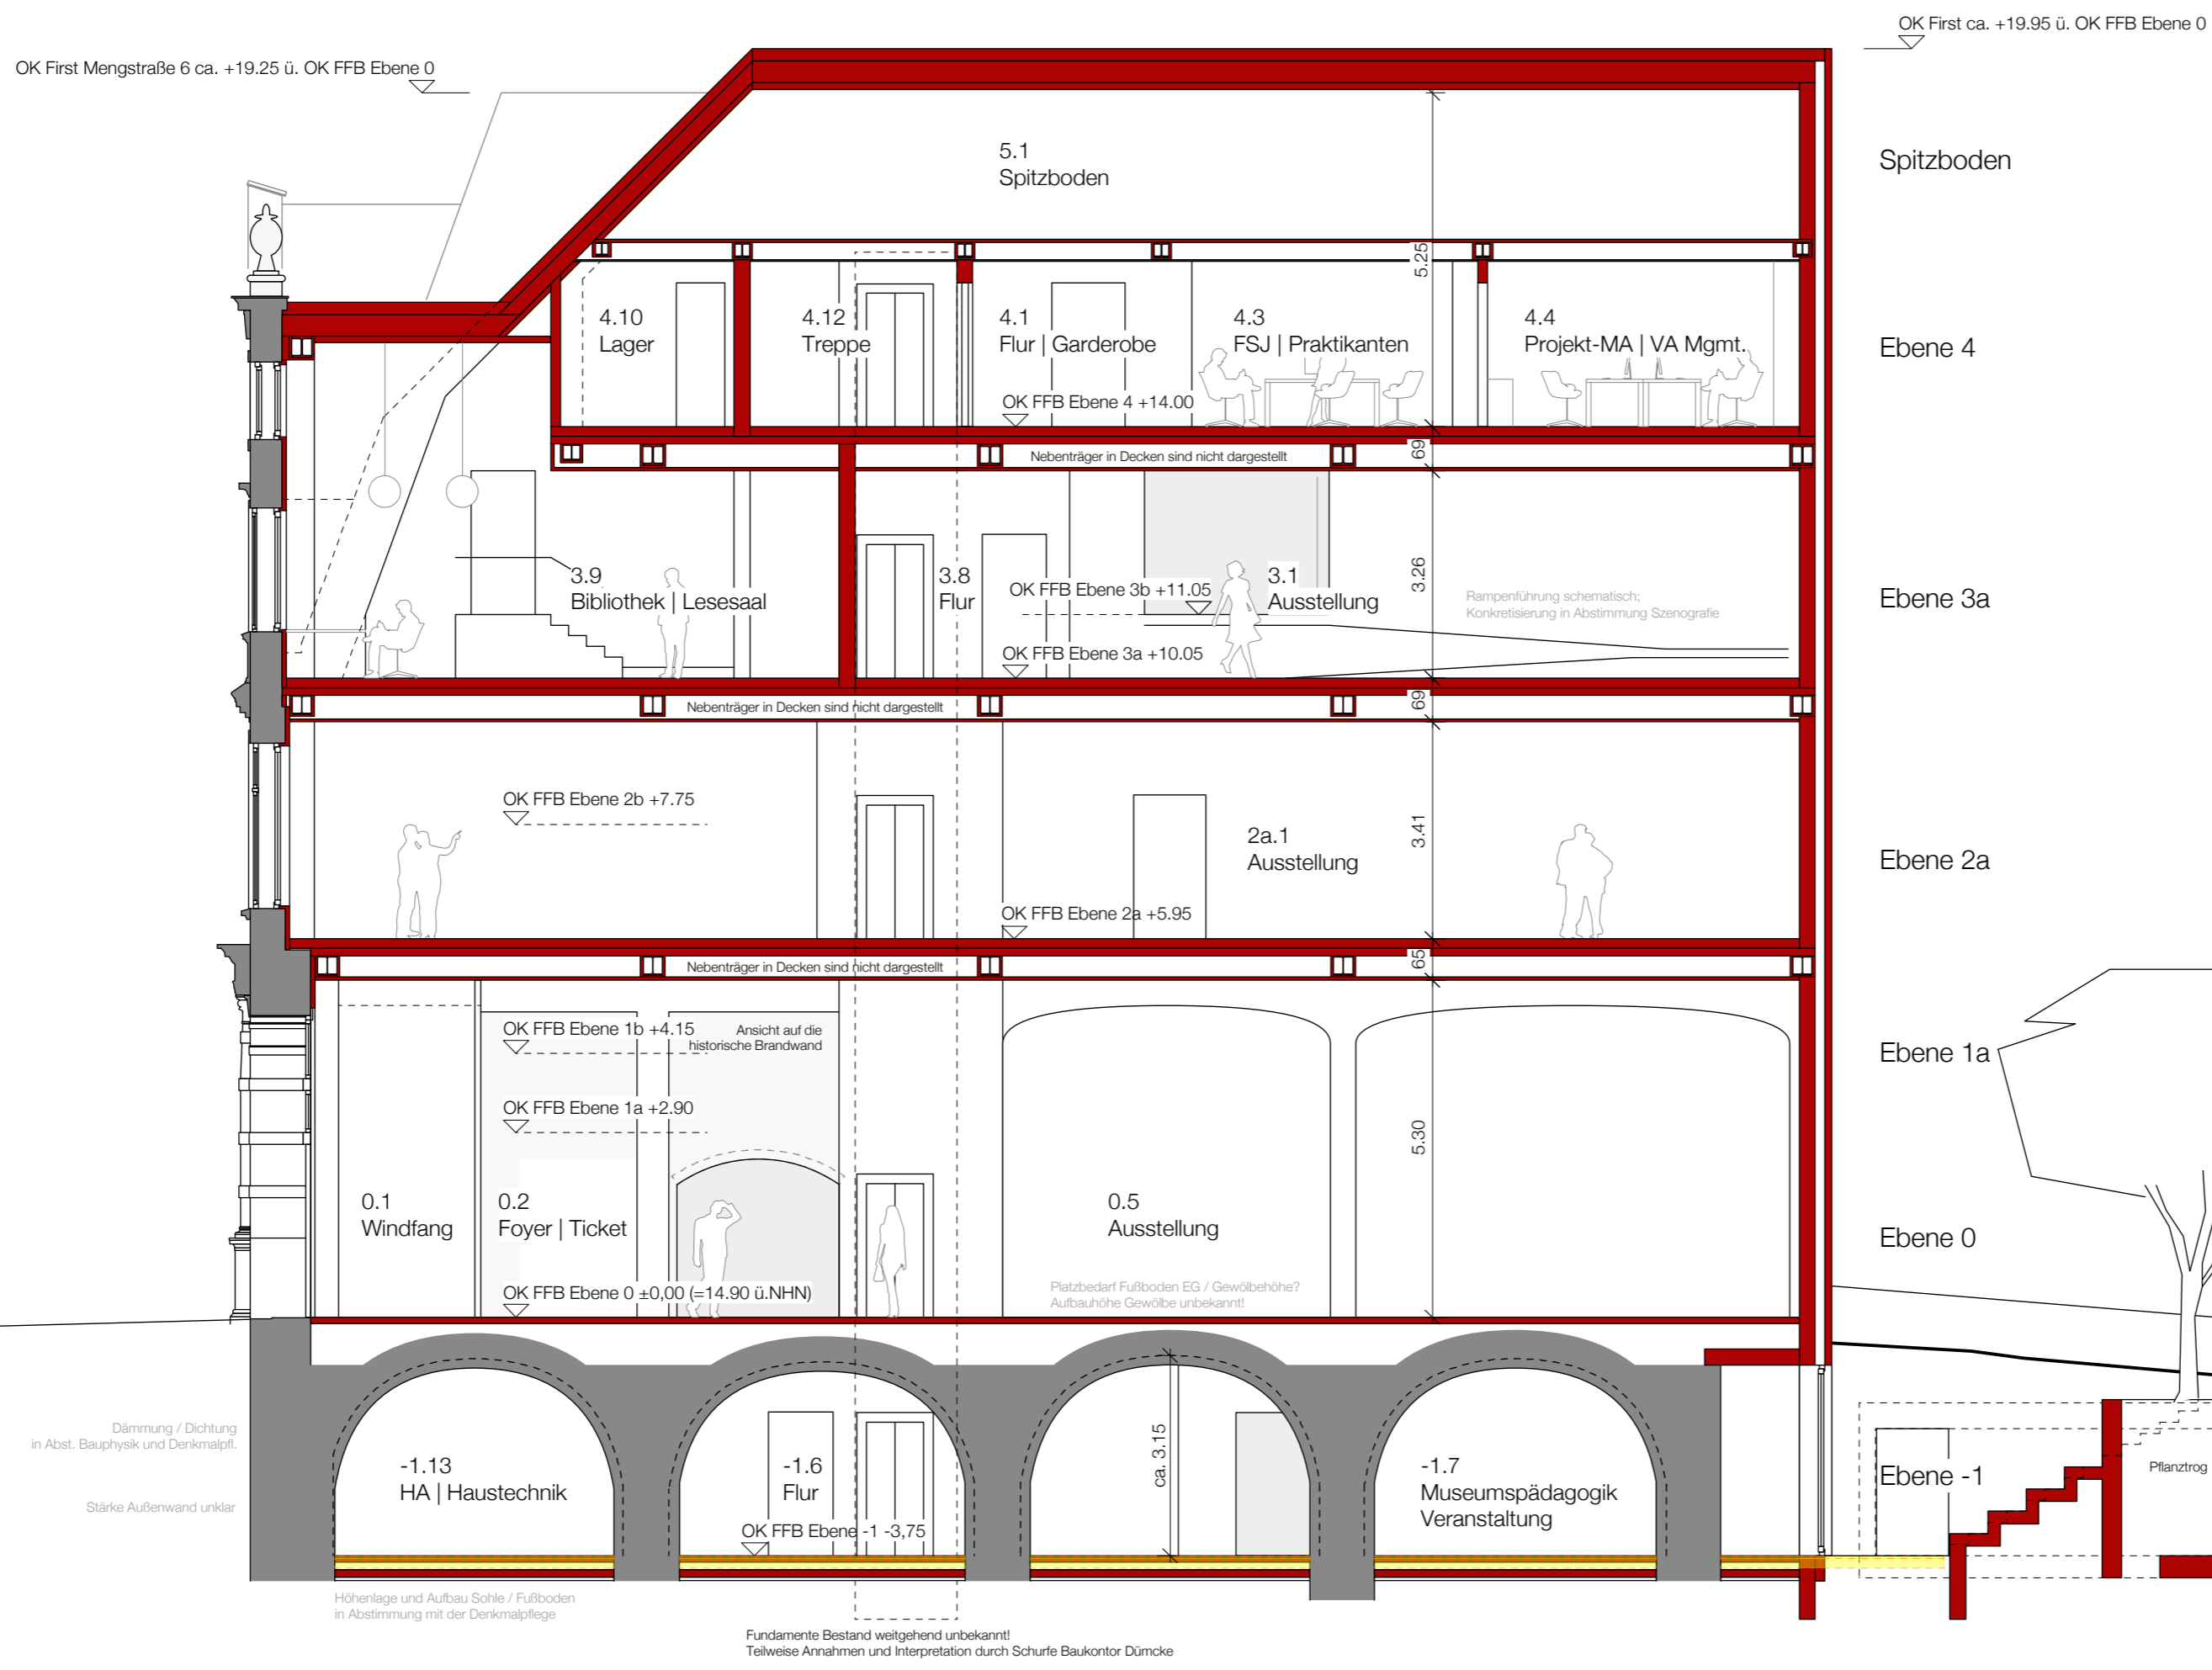 OK First ca. +19.95 ü. OK FFB Ebene 0
OK First Mengstraße 6 ca. +19.25 ü. OK FFB Ebene 0
5.1
Spitzboden
Spitzboden
5.25
4.10
Lager
4.12
Treppe
4.1
Flur | Garderobe
4.3
FSJ | Praktikanten
4.4
Projekt-MA | VA Mgmt.
Ebene 4
OK FFB Ebene 4 +14.00
69
Nebenträger in Decken sind nicht dargestellt
3.9
Bibliothek | Lesesaal
3.8
Flur
OK FFB Ebene 3b +11.05
3.1
Ausstellung
3.26
Rampenführung schematisch;
Konkretisierung in Abstimmung Szenografie
Ebene 3a
OK FFB Ebene 3a +10.05
69
Nebenträger in Decken sind nicht dargestellt
OK FFB Ebene 2b +7.75
2a.1
Ausstellung
3.41
Ebene 2a
OK FFB Ebene 2a +5.95
65
Nebenträger in Decken sind nicht dargestellt
OK FFB Ebene 1b +4.15
Ansicht auf die
historische Brandwand
Ebene 1a
OK FFB Ebene 1a +2.90
5.30
0.1
Windfang
0.2
Foyer | Ticket
0.5
Ausstellung
Ebene 0
OK FFB Ebene 0 ±0,00 (=14.90 ü.NHN)
Platzbedarf Fußboden EG / Gewölbehöhe?
Aufbauhöhe Gewölbe unbekannt!
Dämmung / Dichtung
in Abst. Bauphysik und Denkmalpfl.
Stärke Außenwand unklar
-1.13
HA | Haustechnik
-1.6
Flur
ca. 3.15
-1.7
Museumspädagogik
Veranstaltung
Ebene -1
Pflanztrog
OK FFB Ebene -1 -3,75
Höhenlage und Aufbau Sohle / Fußboden
in Abstimmung mit der Denkmalpflege
Fundamente Bestand weitgehend unbekannt!
Teilweise Annahmen und Interpretation durch Schurfe Baukontor Dümcke